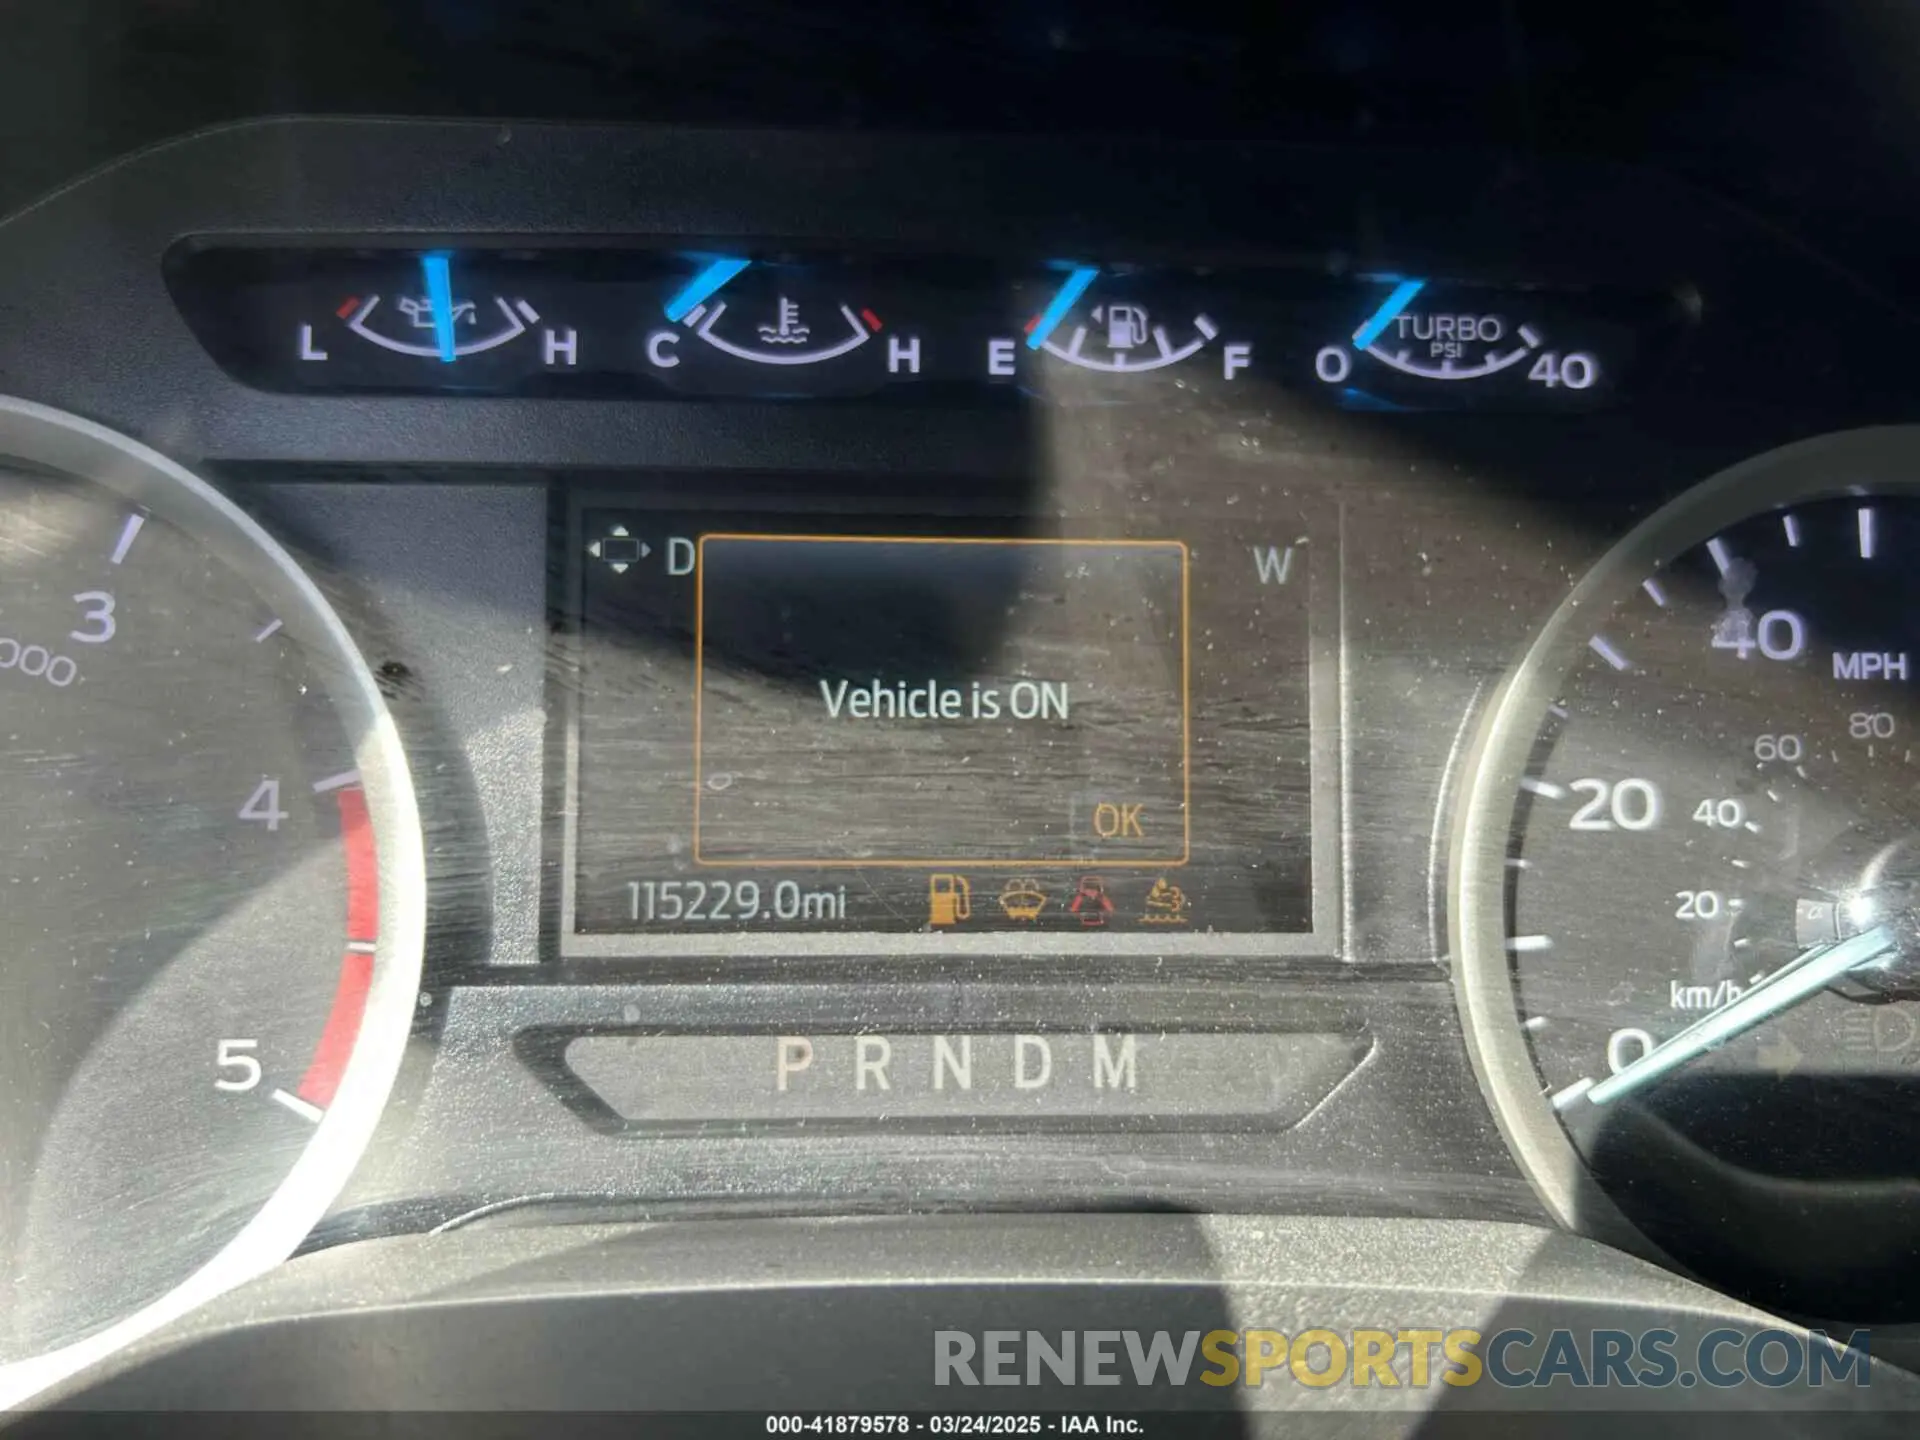 L H C H E F 0 TURBO PSI 40
D W
3
000
4
5
Vehicle is ON
OK
115229.0mi
P R N D M
40
MPH
80
60
20 40
20
km/h
0
RENEWSPORTSCARS.COM
000-41879578 - 03/24/2025 - IAA Inc.